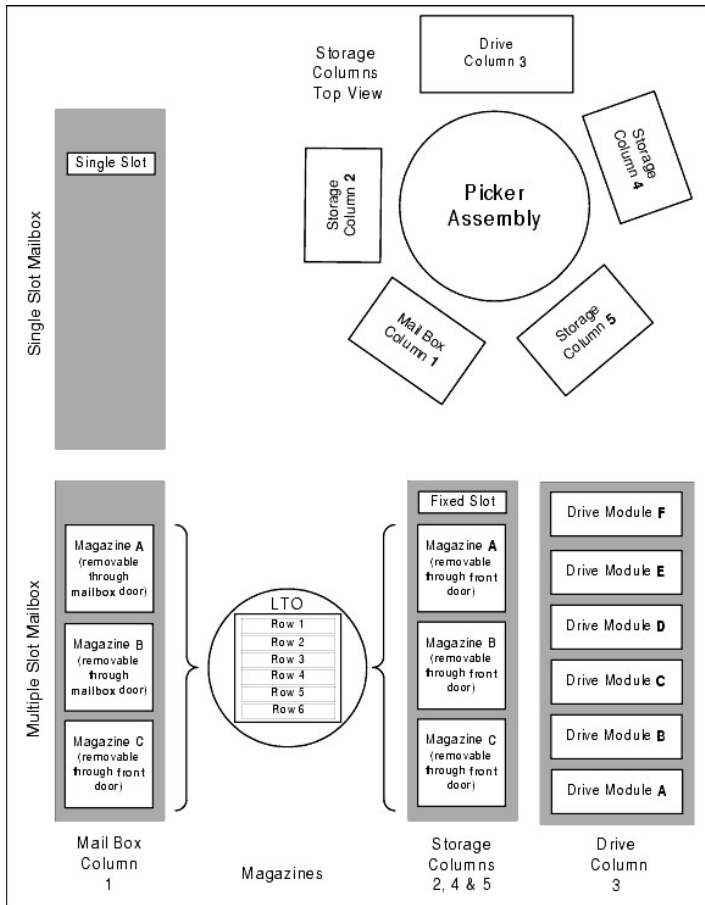 Storage
Columns
Top View
Drive
Column 3
Storage
Column 4
Storage
Column 2
Picker
Assembly
Mail Box
Column 1
Storage
Column 5
Single Slot Mailbox
Single Slot
Multiple Slot Mailbox
Magazine A
(removable
through
mailbox door)
Magazine B
(removable
through
mailbox door)
Magazine C
(removable
through front
door)
LTO
Row 1
Row 2
Row 3
Row 4
Row 5
Row 6
Fixed Slot
Magazine A
(removable
through front
door)
Magazine B
(removable
through front
door)
Magazine C
(removable
through front
door)
Drive Module F
Drive Module E
Drive Module D
Drive Module C
Drive Module B
Drive Module A
Mail Box
Column
1
Magazines
Storage
Columns
2, 4 & 5
Drive
Column
3